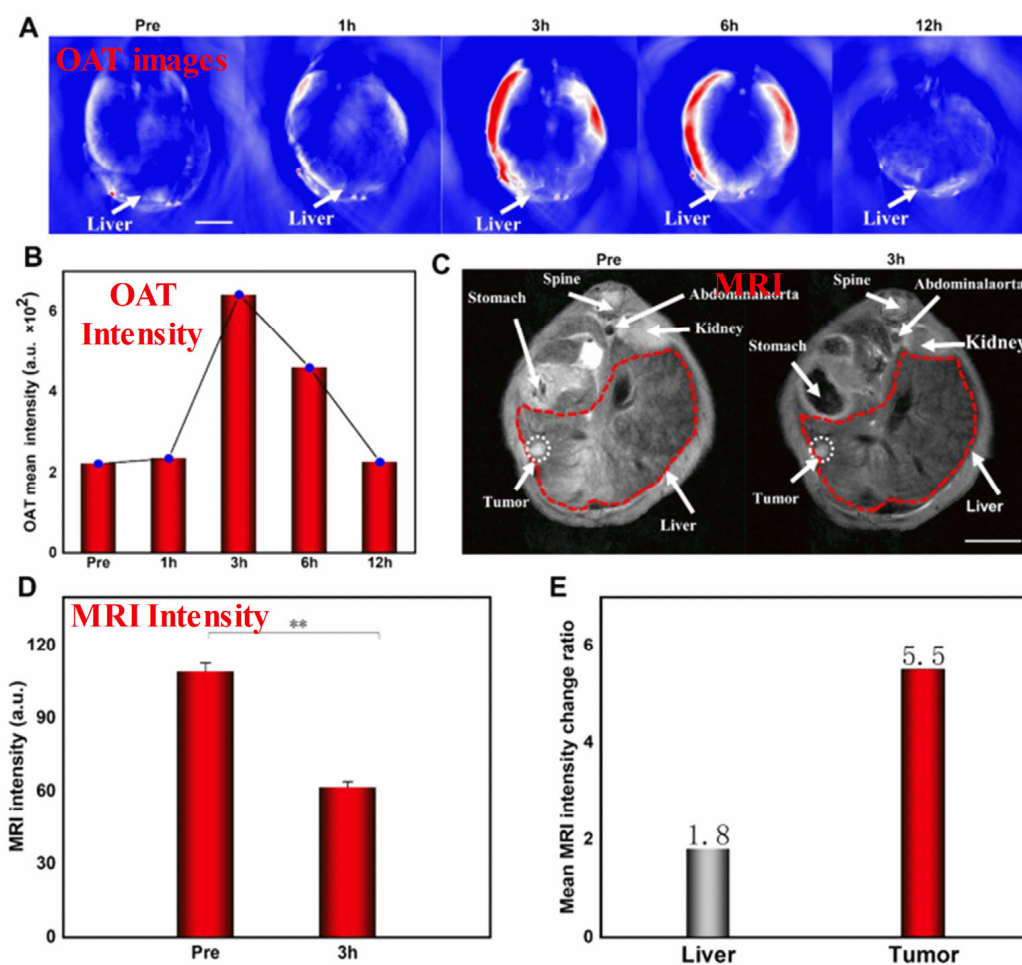 A
Pre
1h
3h
6h
12h
OAT images
Liver
Liver
Liver
Liver
Liver
B
OAT
Intensity
OAT mean intensity (a.u. ×10²)
6
4
2
0
Pre
1h
3h
6h
12h
C
Pre
3h
MRI
Spine
Stomach
Abdominalaorta
Kidney
Tumor
Liver
Spine
Abdominalaorta
Stomach
Kidney
Tumor
Liver
D
MRI Intensity
**
MRI intensity (a.u.)
120
90
60
30
0
Pre
3h
E
Mean MRI intensity change ratio
6
4
2
0
1.8
5.5
Liver
Tumor